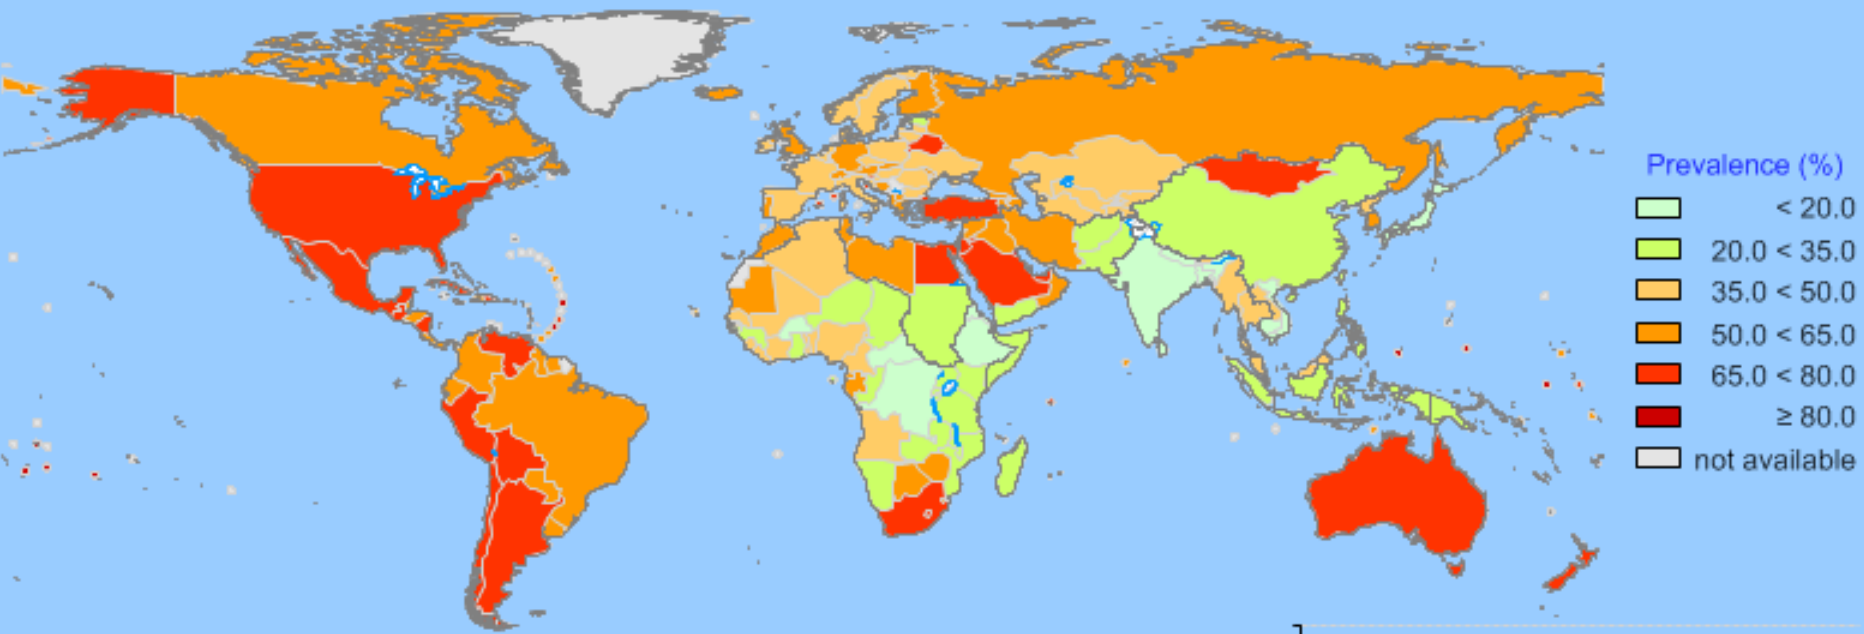 Prevalence (%)
< 20.0
20.0 < 35.0
35.0 < 50.0
50.0 < 65.0
65.0 < 80.0
≥ 80.0
not available